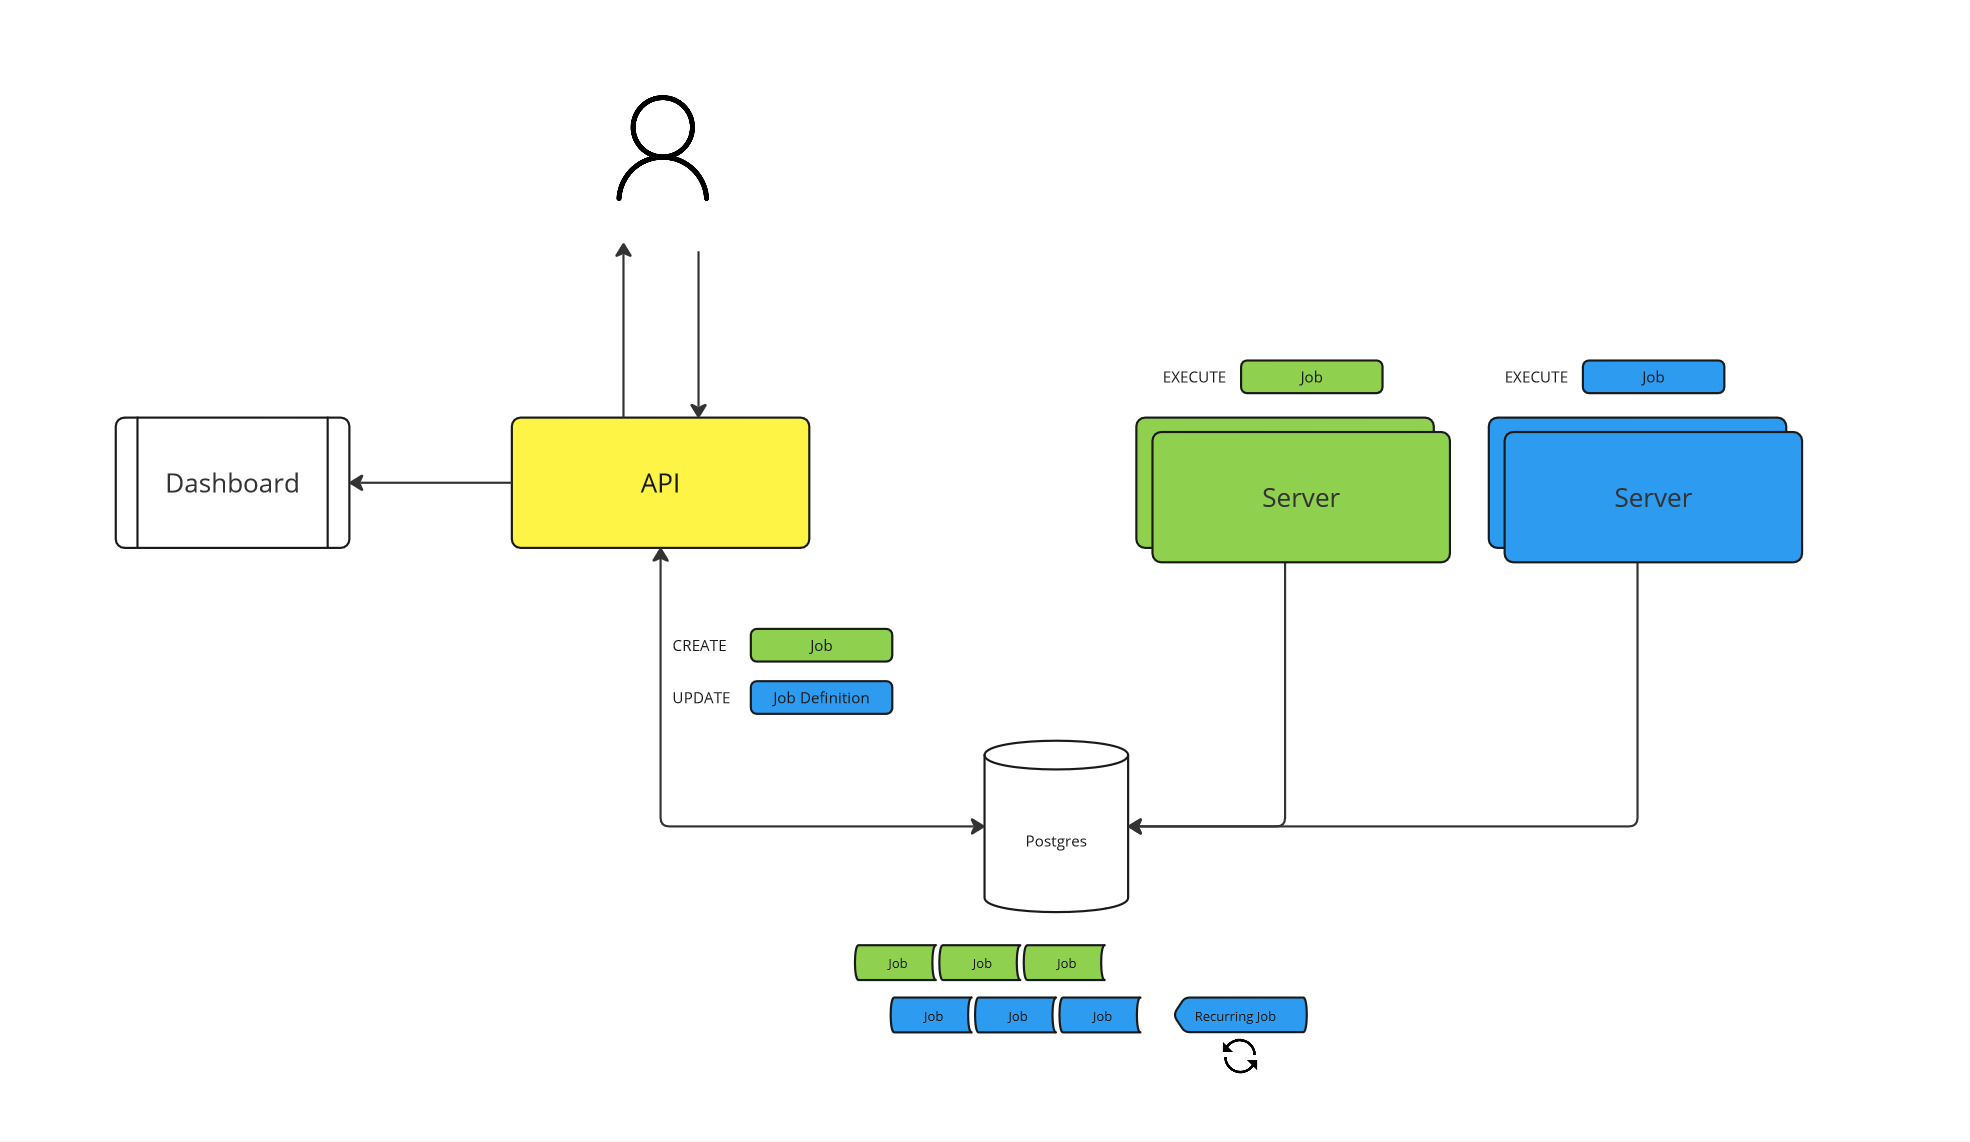 EXECUTE Job
EXECUTE Job
Dashboard
API
Server
Server
CREATE Job
UPDATE Job Definition
Postgres
Job Job Job
Job Job Job Recurring Job